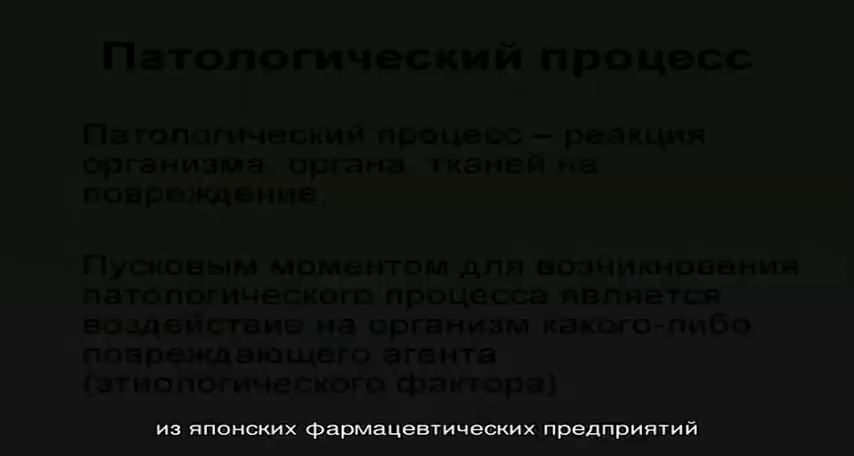 Патологический процесс
Патологический процесс – реакция
организма, органа, тканей на
повреждение.
Пусковым моментом для возникновения
патологического процесса является
воздействие на организм какого-либо
повреждающего агента
(этиологического фактора)
из японских фармацевтических предприятий